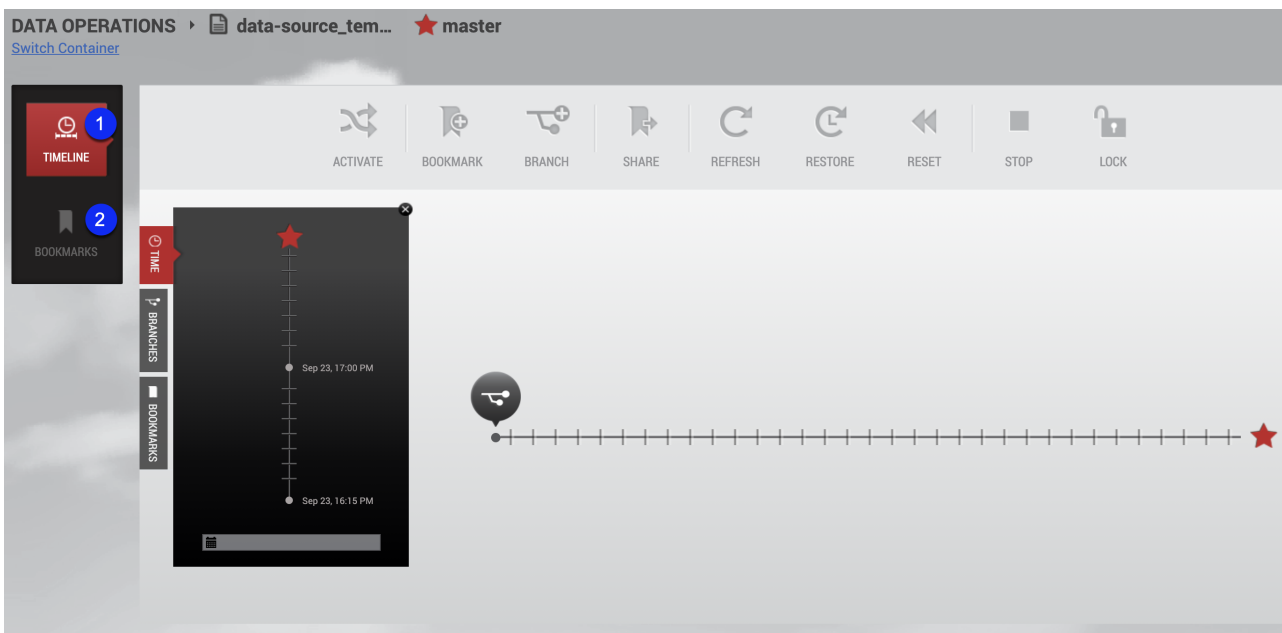 DATA OPERATIONS data-source_tem... master
Switch Container
1
TIMELINE
2
BOOKMARKS
ACTIVATE BOOKMARK BRANCH SHARE REFRESH RESTORE RESET STOP LOCK
TIME
BRANCHES
BOOKMARKS
Sep 23, 17:00 PM
Sep 23, 16:15 PM